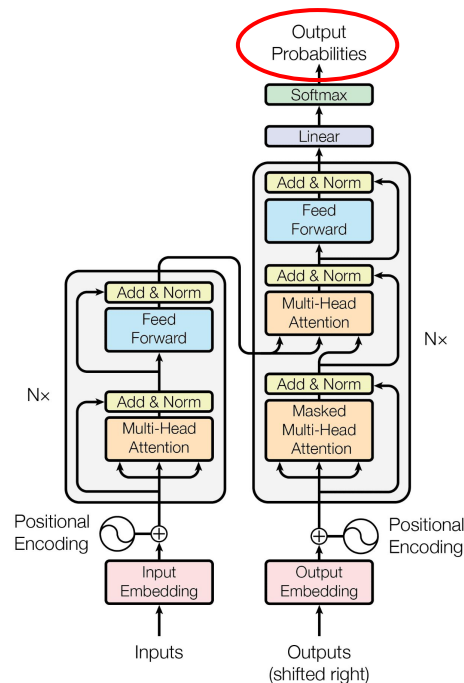 Output
Probabilities
Softmax
Linear
Add & Norm
Feed
Forward
Add & Norm
Multi-Head
Attention
Add & Norm
Masked
Multi-Head
Attention
N×
Add & Norm
Feed
Forward
N×
Add & Norm
Multi-Head
Attention
Positional
Encoding
Positional
Encoding
Input
Embedding
Output
Embedding
Inputs
Outputs
(shifted right)